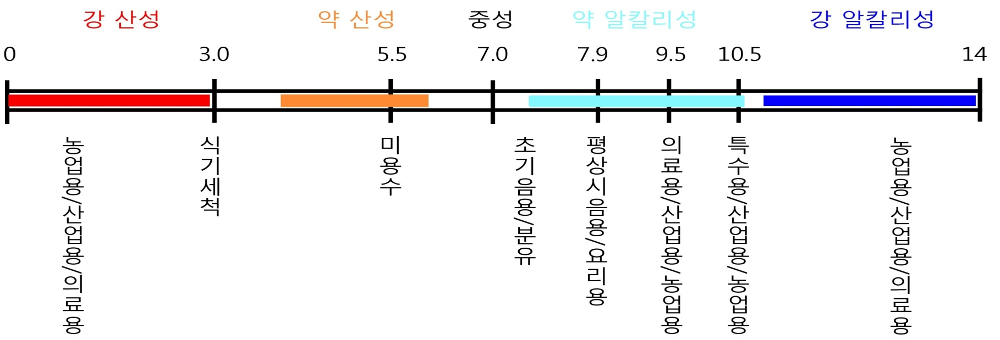 강 산성
약 산성
중성
약 알칼리성
강 알칼리성
0
3.0
5.5
7.0
7.9
9.5
10.5
14
농업용/산업용/의료용
식기세척
미용수
초기음용/분유
평상시음용/요리용
의료용/산업용/농업용
특수용/산업용/농업용
농업용/산업용/의료용